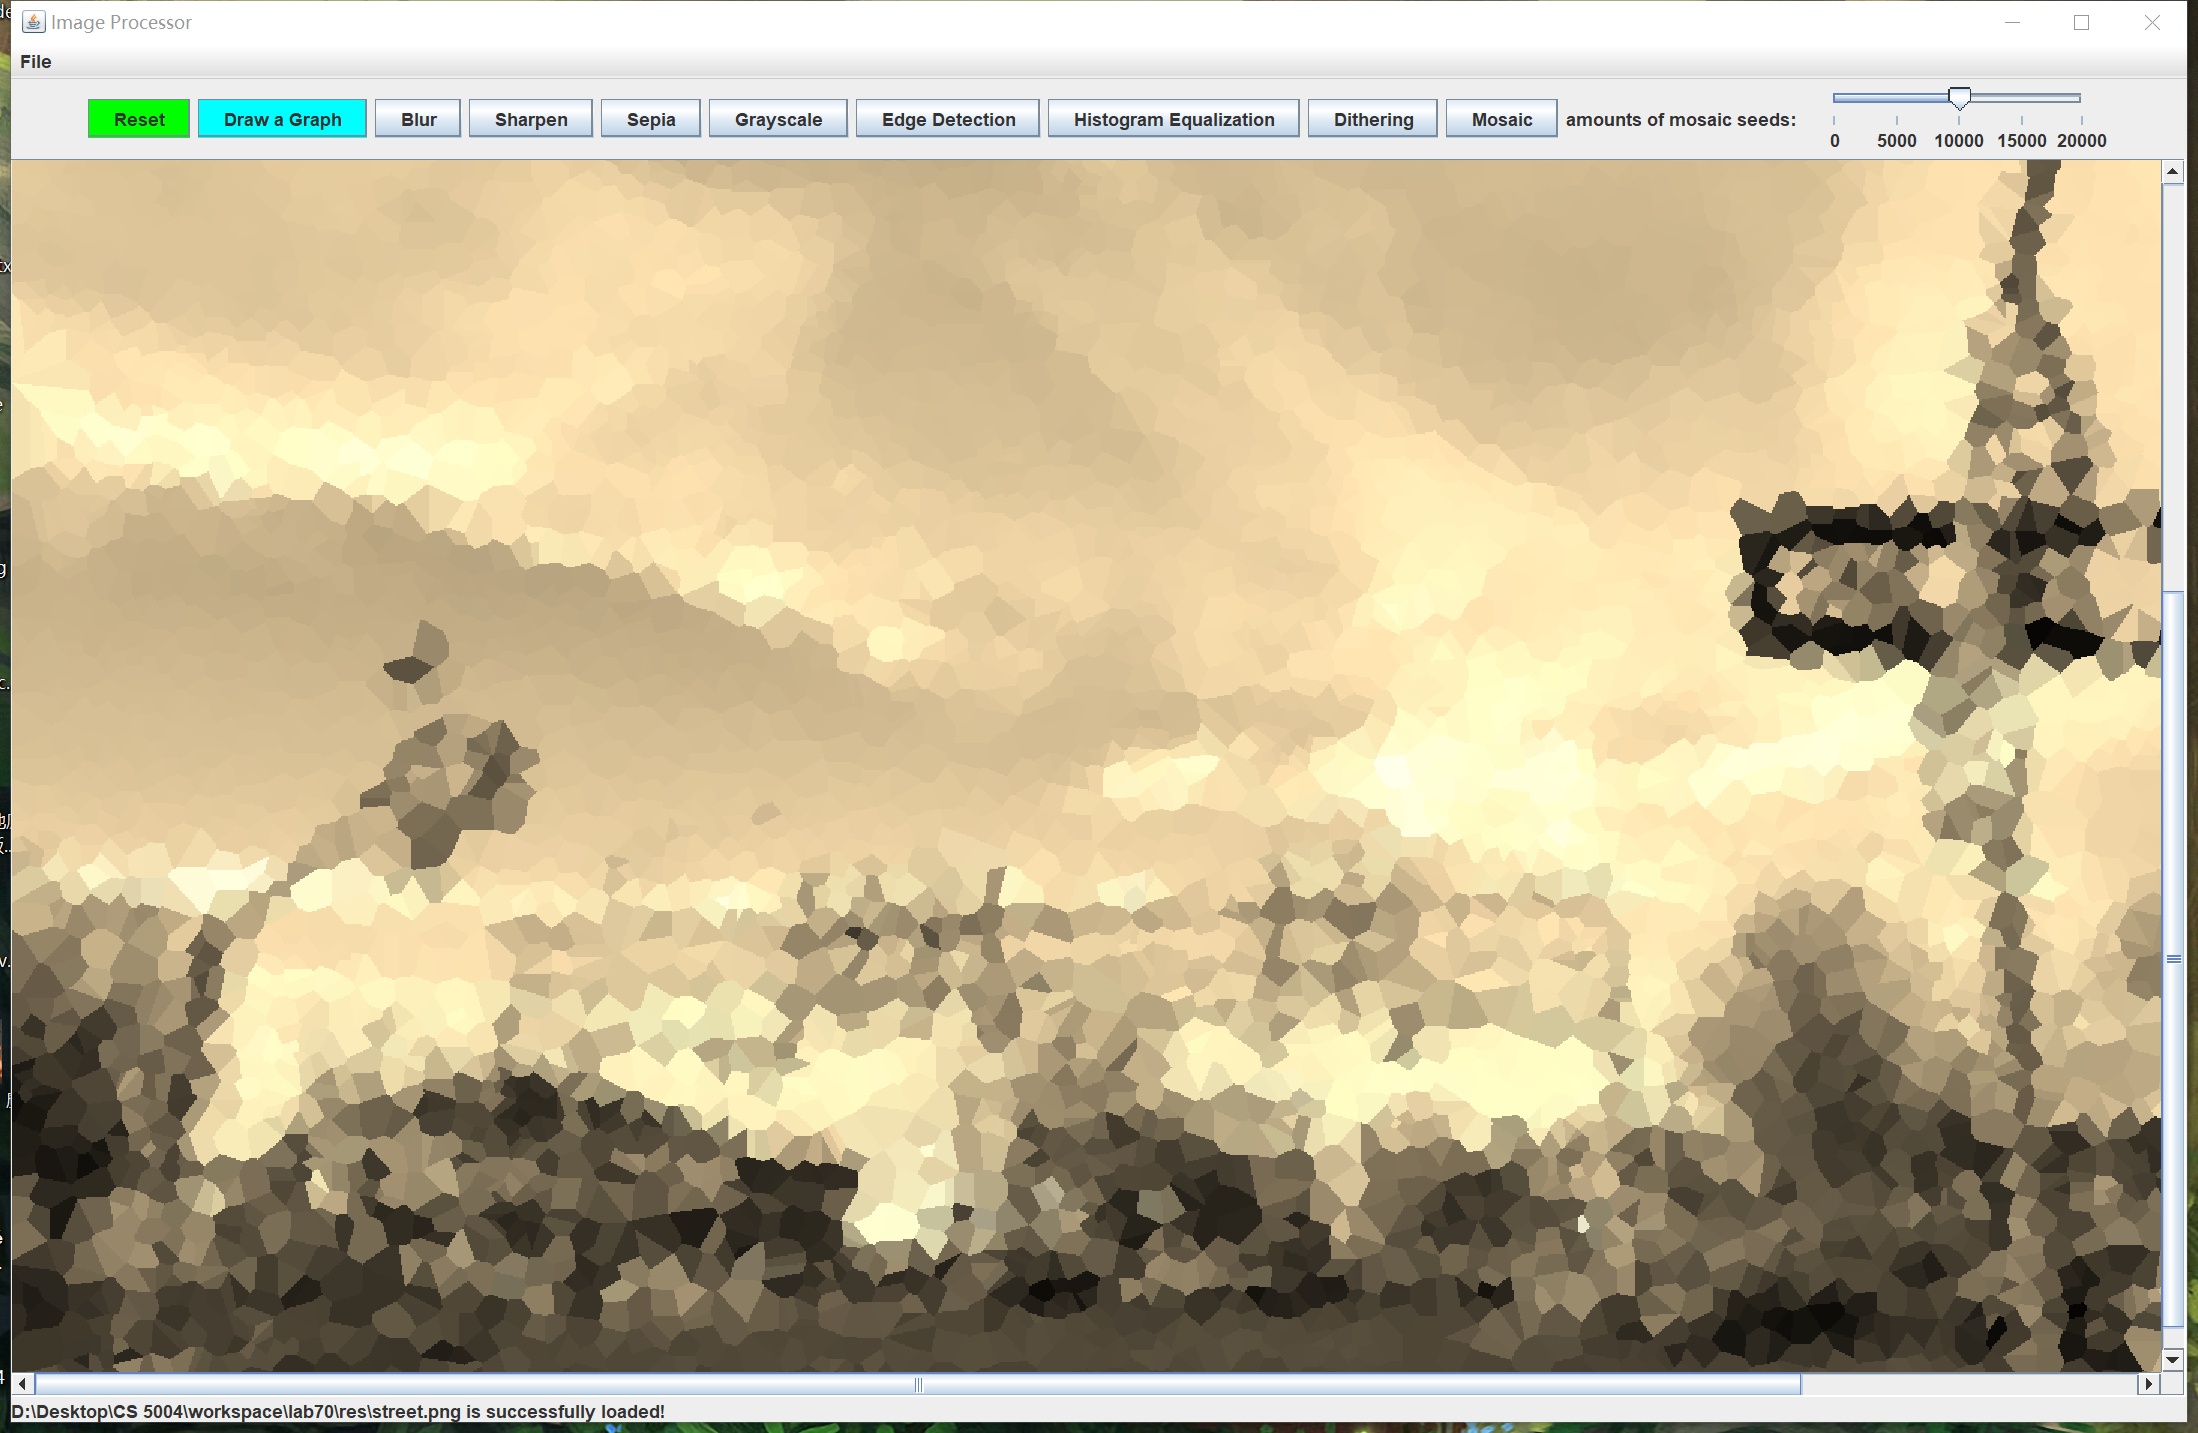 Image Processor
File
Reset Draw a Graph Blur Sharpen Sepia Grayscale Edge Detection Histogram Equalization Dithering Mosaic amounts of mosaic seeds:
0 5000 10000 15000 20000
D:\Desktop\CS 5004\workspace\lab70\res\street.png is successfully loaded!